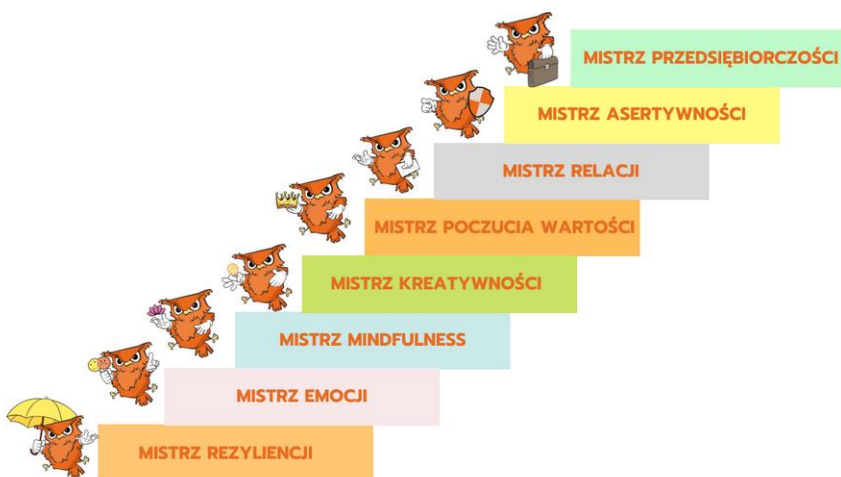 MISTRZ PRZEDSIĘBIORCZOŚCI
MISTRZ ASERTYWNOŚCI
MISTRZ RELACJI
MISTRZ POCZUCIA WARTOŚCI
MISTRZ KREATYWNOŚCI
MISTRZ MINDFULNESS
MISTRZ EMOCJI
MISTRZ REZYLIENCJI